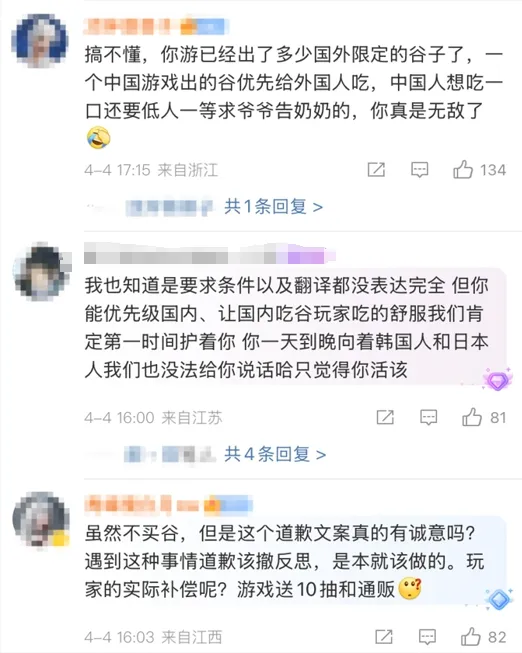 搞不懂，你游已经出了多少国外限定的谷子了，一
个中国游戏出的谷优先给外国人吃，中国人想吃一
口还要低人一等求爷爷告奶奶的，你真是无敌了
4-4 17:15 来自浙江
134
共1条回复 >
我也知道是要求条件以及翻译都没表达完全 但你
能优先级国内、让国内吃谷玩家吃的舒服我们肯
定第一时间护着你 你一天到晚向着韩国人和日本
人我们也没法给你说话哈只觉得你活该
4-4 16:00 来自江苏
81
共4条回复 >
虽然不买谷，但是这个道歉文案真的有诚意吗？
遇到这种事情道歉该撤反思，是本就该做的。玩
家的实际补偿呢？游戏送10抽和通贩
4-4 16:03 来自江西
82